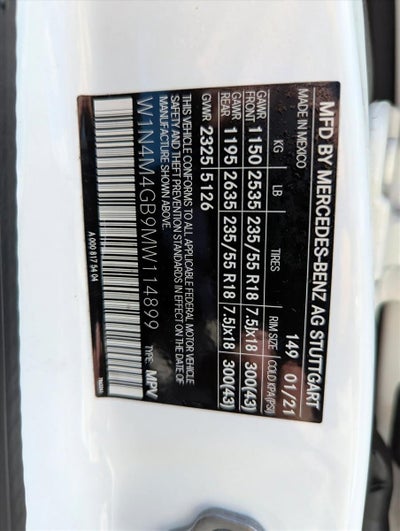 MFD BY MERCEDES-BENZ AG STUTTGART
MADE IN MEXICO 149 01/21
KG LB TIRES RIM SIZE COLD KPA/(PSI)
GAWR FRONT 1150 2535 235/55 R18 7.5Jx18 300(43)
GAWR REAR 1195 2635 235/55 R18 7.5Jx18 300(43)
GVWR 2325 5126
THIS VEHICLE CONFORMS TO ALL APPLICABLE FEDERAL MOTOR VEHICLE
SAFETY AND THEFT PREVENTION STANDARDS IN EFFECT ON THE DATE OF
MANUFACTURE SHOWN ABOVE.
W1N4M4GB9MW114899 TYPE: MPV
A 000 817 54 04